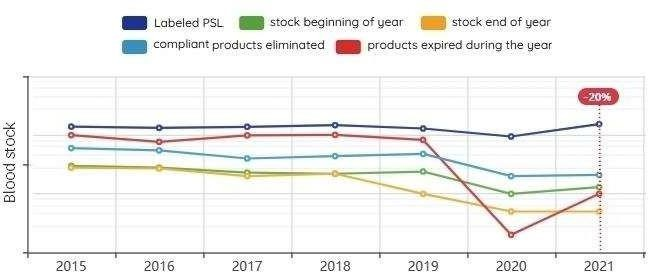 Labeled PSL stock beginning of year stock end of year
compliant products eliminated products expired during the year
-20%
Blood stock
2015 2016 2017 2018 2019 2020 2021